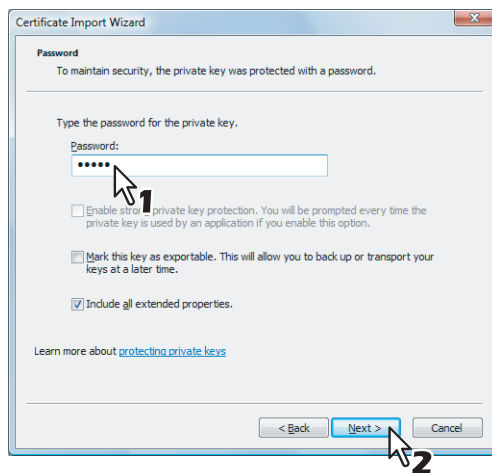 Certificate Import Wizard
Password
To maintain security, the private key was protected with a password.
Type the password for the private key.
Password:
•••••
1
Enable strong private key protection. You will be prompted every time the
private key is used by an application if you enable this option.
Mark this key as exportable. This will allow you to back up or transport your
keys at a later time.
Include all extended properties.
Learn more about protecting private keys
< Back Next > Cancel
2